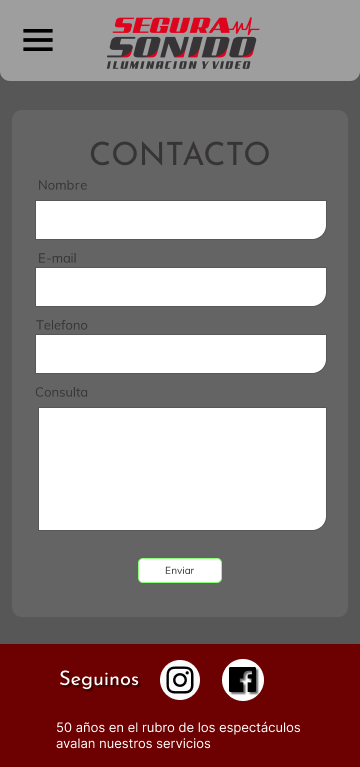 SEGURA
SONIDO
ILUMINACION Y VIDEO
CONTACTO
Nombre
E-mail
Telefono
Consulta
Enviar
Seguinos
50 años en el rubro de los espectáculos
avalan nuestros servicios